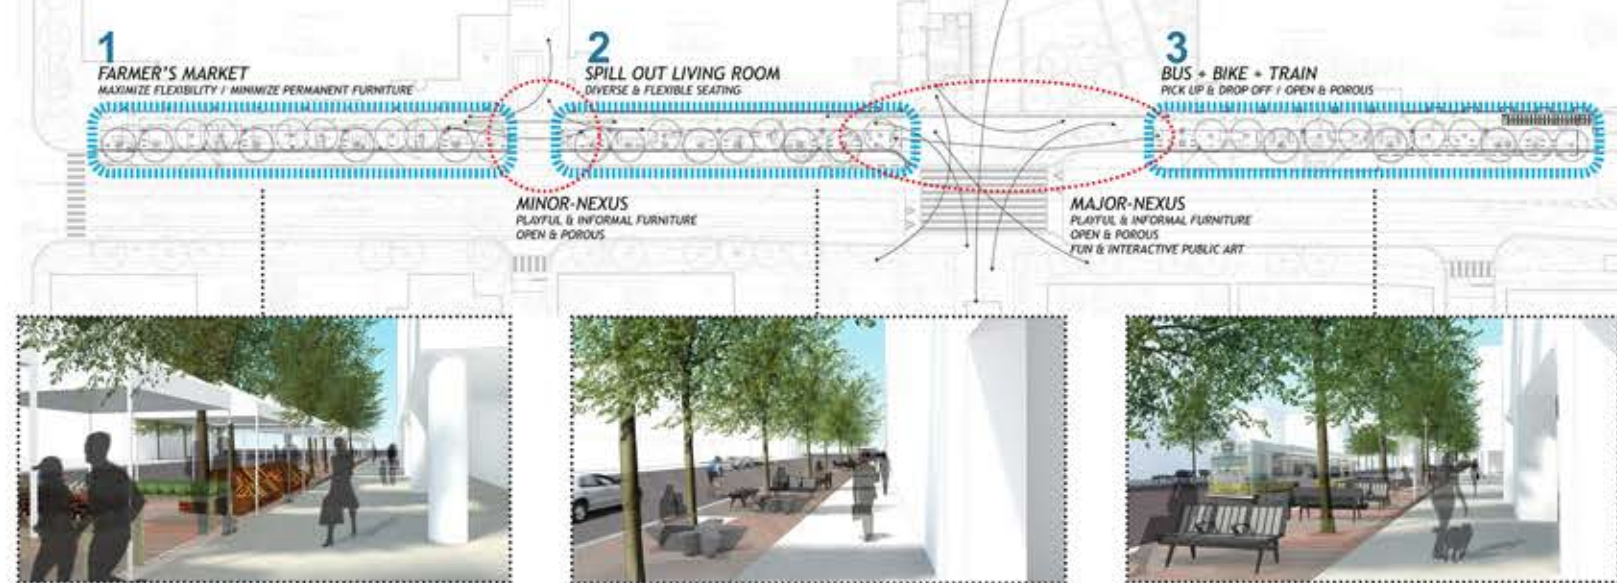 1
FARMER'S MARKET
MAXIMIZE FLEXIBILITY / MINIMIZE PERMANENT FURNITURE
2
SPILL OUT LIVING ROOM
DIVERSE & FLEXIBLE SEATING
3
BUS + BIKE + TRAIN
PICK UP & DROP OFF / OPEN & POROUS
MINOR-NEXUS
PLAYFUL & INFORMAL FURNITURE
OPEN & POROUS
MAJOR-NEXUS
PLAYFUL & INFORMAL FURNITURE
OPEN & POROUS
FUN & INTERACTIVE PUBLIC ART